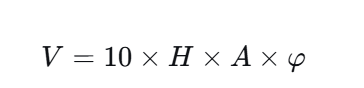 V = 10 × H × A × φ